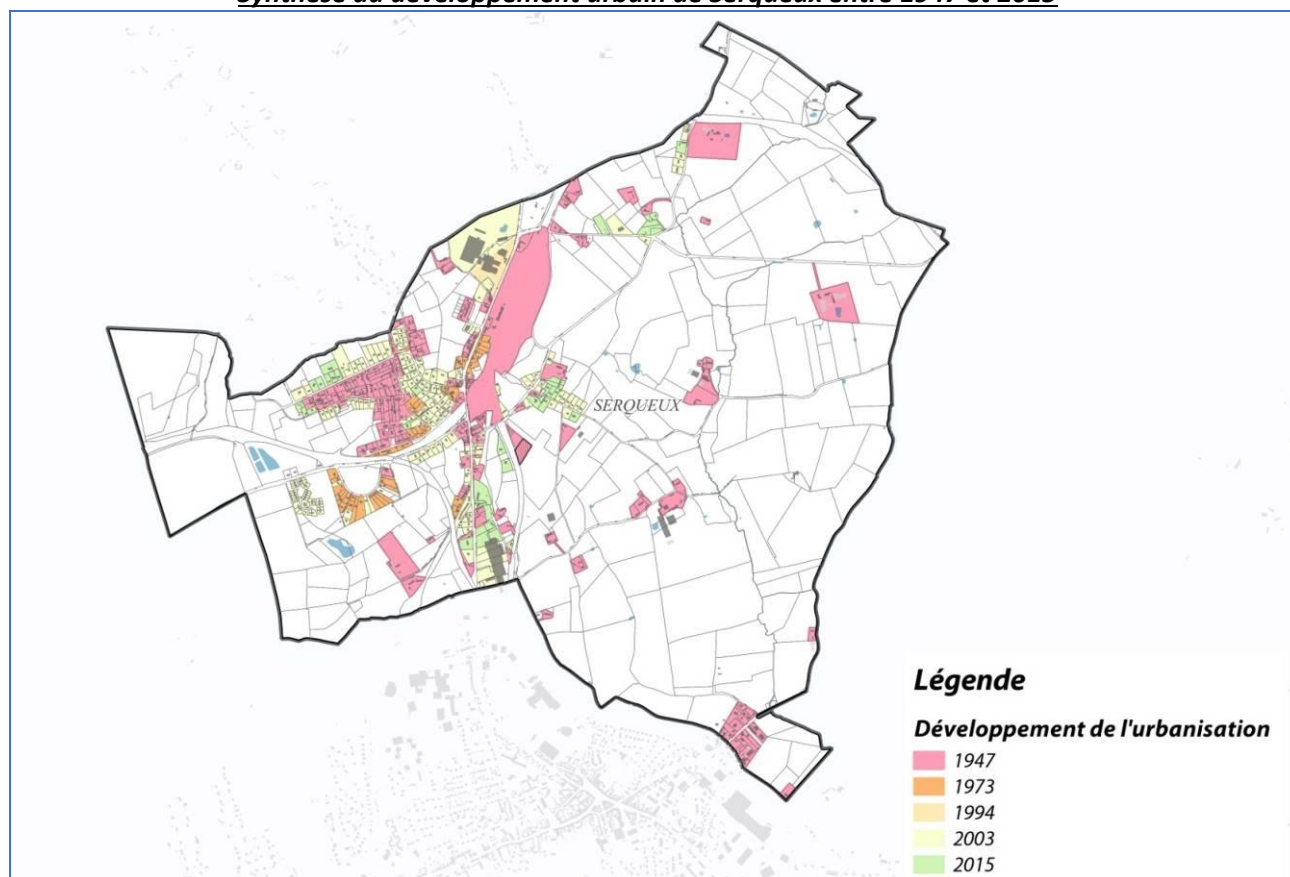 Synthèse du développement urbain de Serqueux entre 1947 et 2015
SERQUEUX
Légende
Développement de l'urbanisation
1947
1973
1994
2003
2015